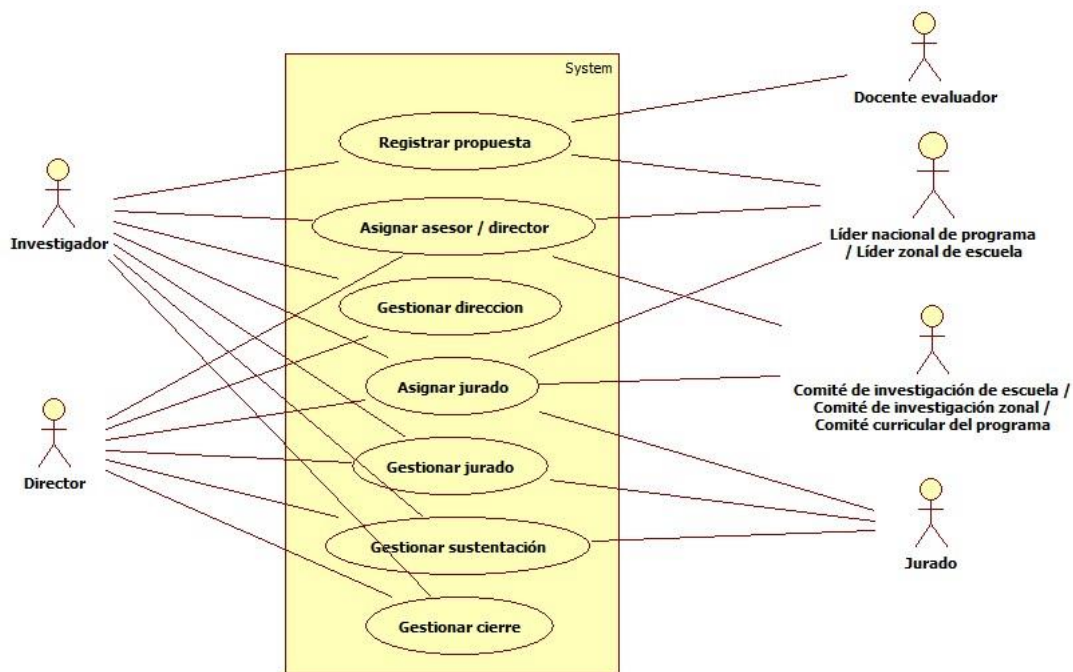 System
Docente evaluador
Registrar propuesta
Investigador
Asignar asesor / director
Líder nacional de programa
/ Líder zonal de escuela
Gestionar direccion
Asignar jurado
Comité de investigación de escuela /
Comité de investigación zonal /
Comité curricular del programa
Director
Gestionar jurado
Gestionar sustentación
Jurado
Gestionar cierre